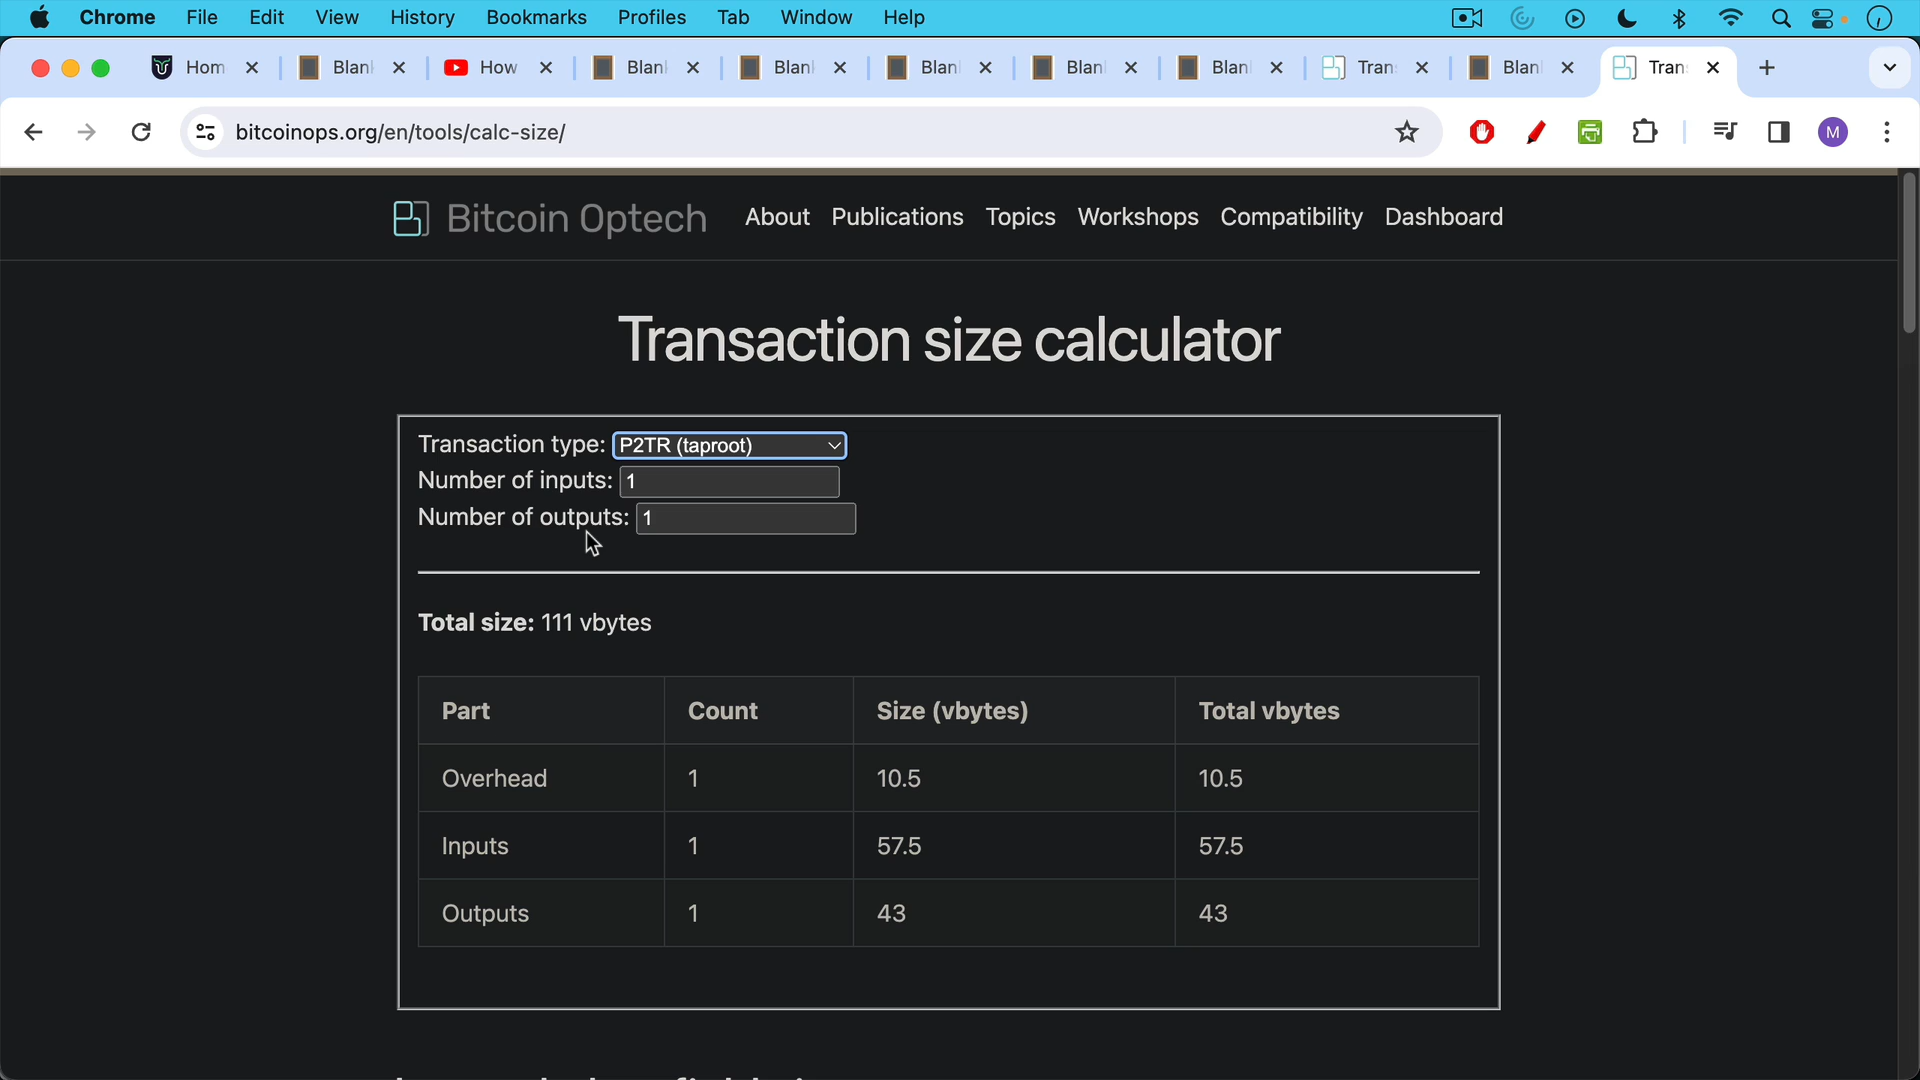 Chrome File Edit View History Bookmarks Profiles Tab Window Help
Hom Blan How Blan Blan Blan Blan Blan Tran Blan Tran
bitcoinops.org/en/tools/calc-size/
M
Bitcoin Optech About Publications Topics Workshops Compatibility Dashboard
Transaction size calculator
Transaction type: P2TR (taproot)
Number of inputs: 1
Number of outputs: 1
Total size: 111 vbytes
Part Count Size (vbytes) Total vbytes
Overhead 1 10.5 10.5
Inputs 1 57.5 57.5
Outputs 1 43 43